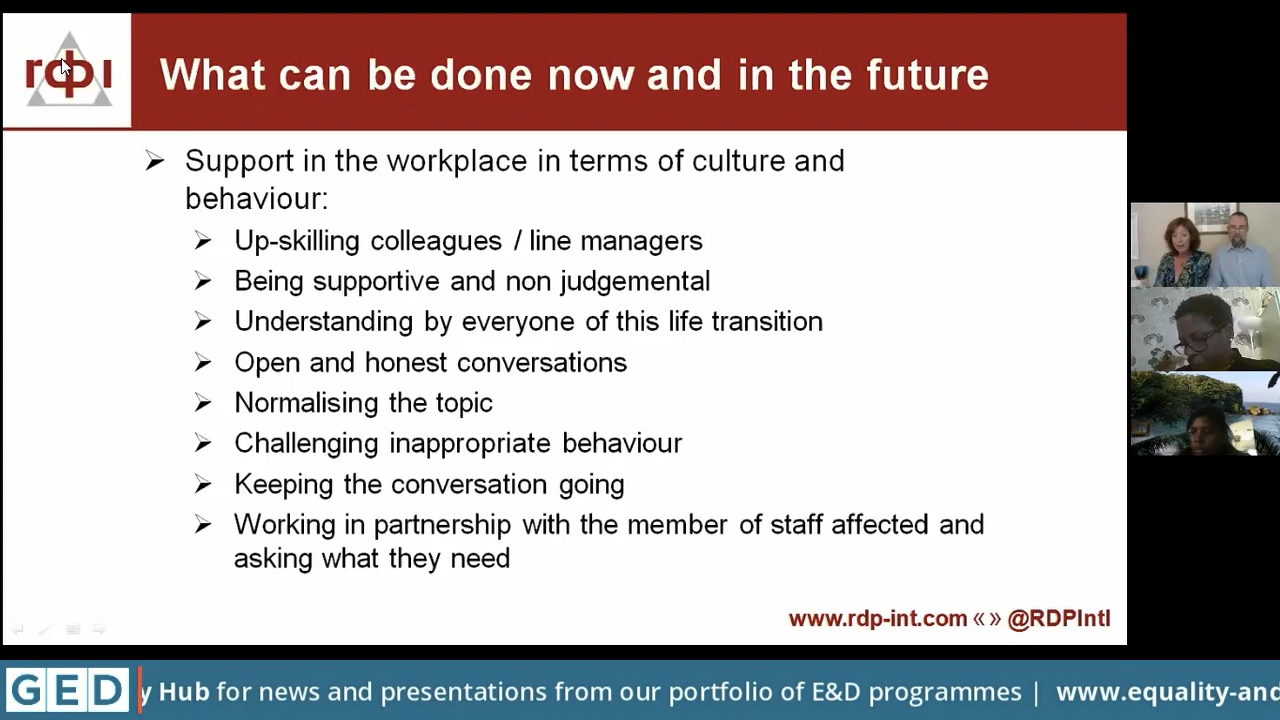 rdpi
What can be done now and in the future
➢ Support in the workplace in terms of culture and
behaviour:
➢ Up-skilling colleagues / line managers
➢ Being supportive and non judgemental
➢ Understanding by everyone of this life transition
➢ Open and honest conversations
➢ Normalising the topic
➢ Challenging inappropriate behaviour
➢ Keeping the conversation going
➢ Working in partnership with the member of staff affected and
asking what they need
www.rdp-int.com «» @RDPIntl
GED y Hub for news and presentations from our portfolio of E&D programmes | www.equality-and